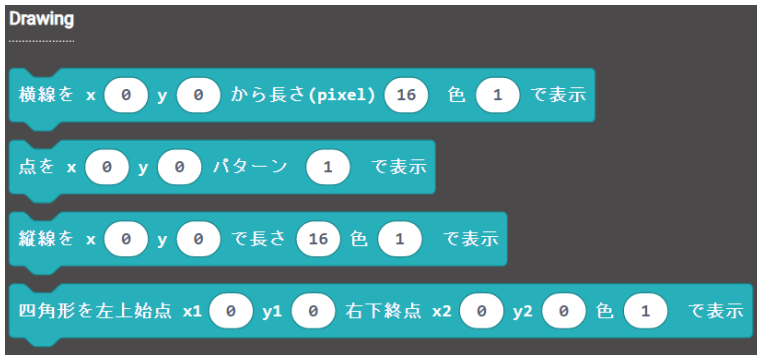 Drawing
横線を x 0 y 0 から長さ(pixel) 16 色 1 で表示
点を x 0 y 0 パターン 1 で表示
縦線を x 0 y 0 で長さ 16 色 1 で表示
四角形を左上始点 x1 0 y1 0 右下終点 x2 0 y2 0 色 1 で表示